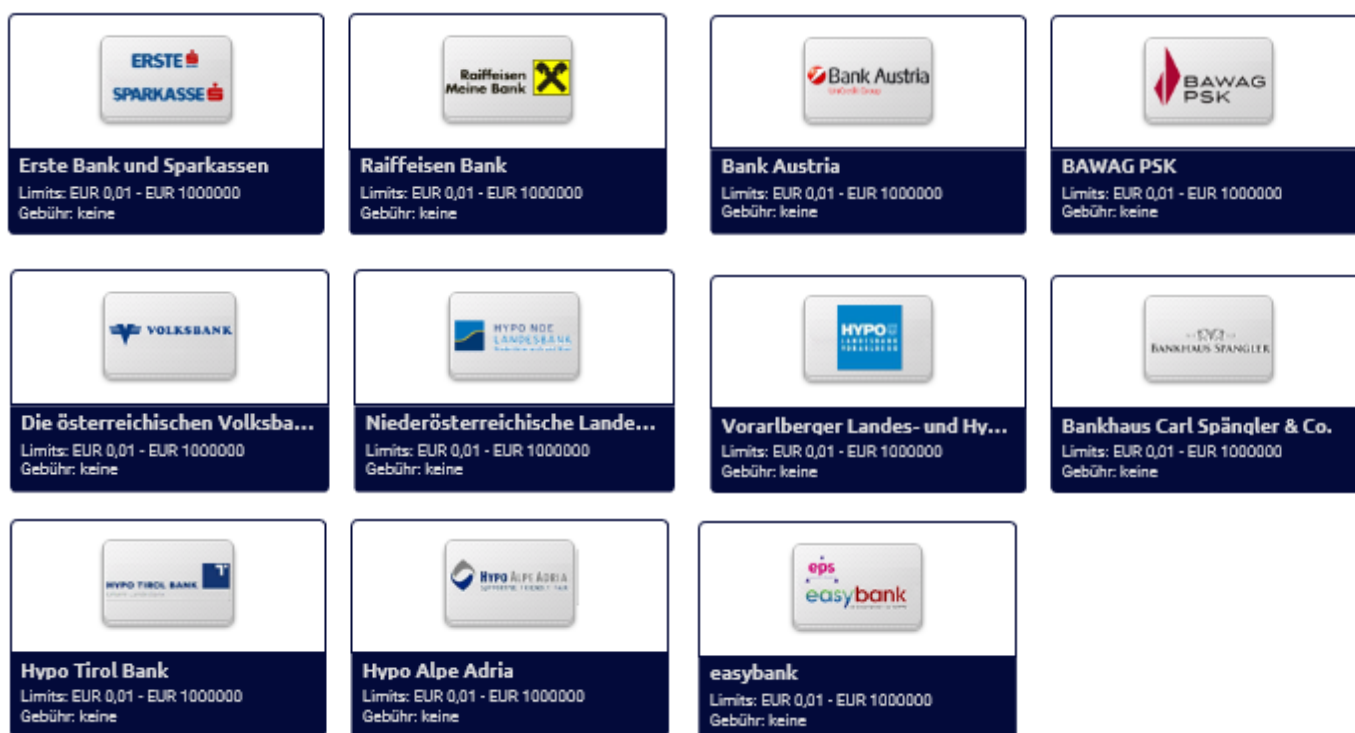 ERSTE
SPARKASSE
Erste Bank und Sparkassen
Limits: EUR 0,01 - EUR 1000000
Gebühr: keine
Raiffeisen
Meine Bank
Raiffeisen Bank
Limits: EUR 0,01 - EUR 1000000
Gebühr: keine
Bank Austria
UniCredit Group
Bank Austria
Limits: EUR 0,01 - EUR 1000000
Gebühr: keine
BAWAG
PSK
BAWAG PSK
Limits: EUR 0,01 - EUR 1000000
Gebühr: keine
VOLKSBANK
Die österreichischen Volksba...
Limits: EUR 0,01 - EUR 1000000
Gebühr: keine
HYPO NOE
LANDESBANK
Niederösterreichische Lande...
Limits: EUR 0,01 - EUR 1000000
Gebühr: keine
HYPO
LANDESBANK
VORARLBERG
Vorarlberger Landes- und Hy...
Limits: EUR 0,01 - EUR 1000000
Gebühr: keine
BANKHAUS SPÄNGLER
Bankhaus Carl Spängler & Co.
Limits: EUR 0,01 - EUR 1000000
Gebühr: keine
HYPO TIROL BANK
Hypo Tirol Bank
Limits: EUR 0,01 - EUR 1000000
Gebühr: keine
HYPO ALPE ADRIA
Hypo Alpe Adria
Limits: EUR 0,01 - EUR 1000000
Gebühr: keine
eps
easybank
easybank
Limits: EUR 0,01 - EUR 1000000
Gebühr: keine